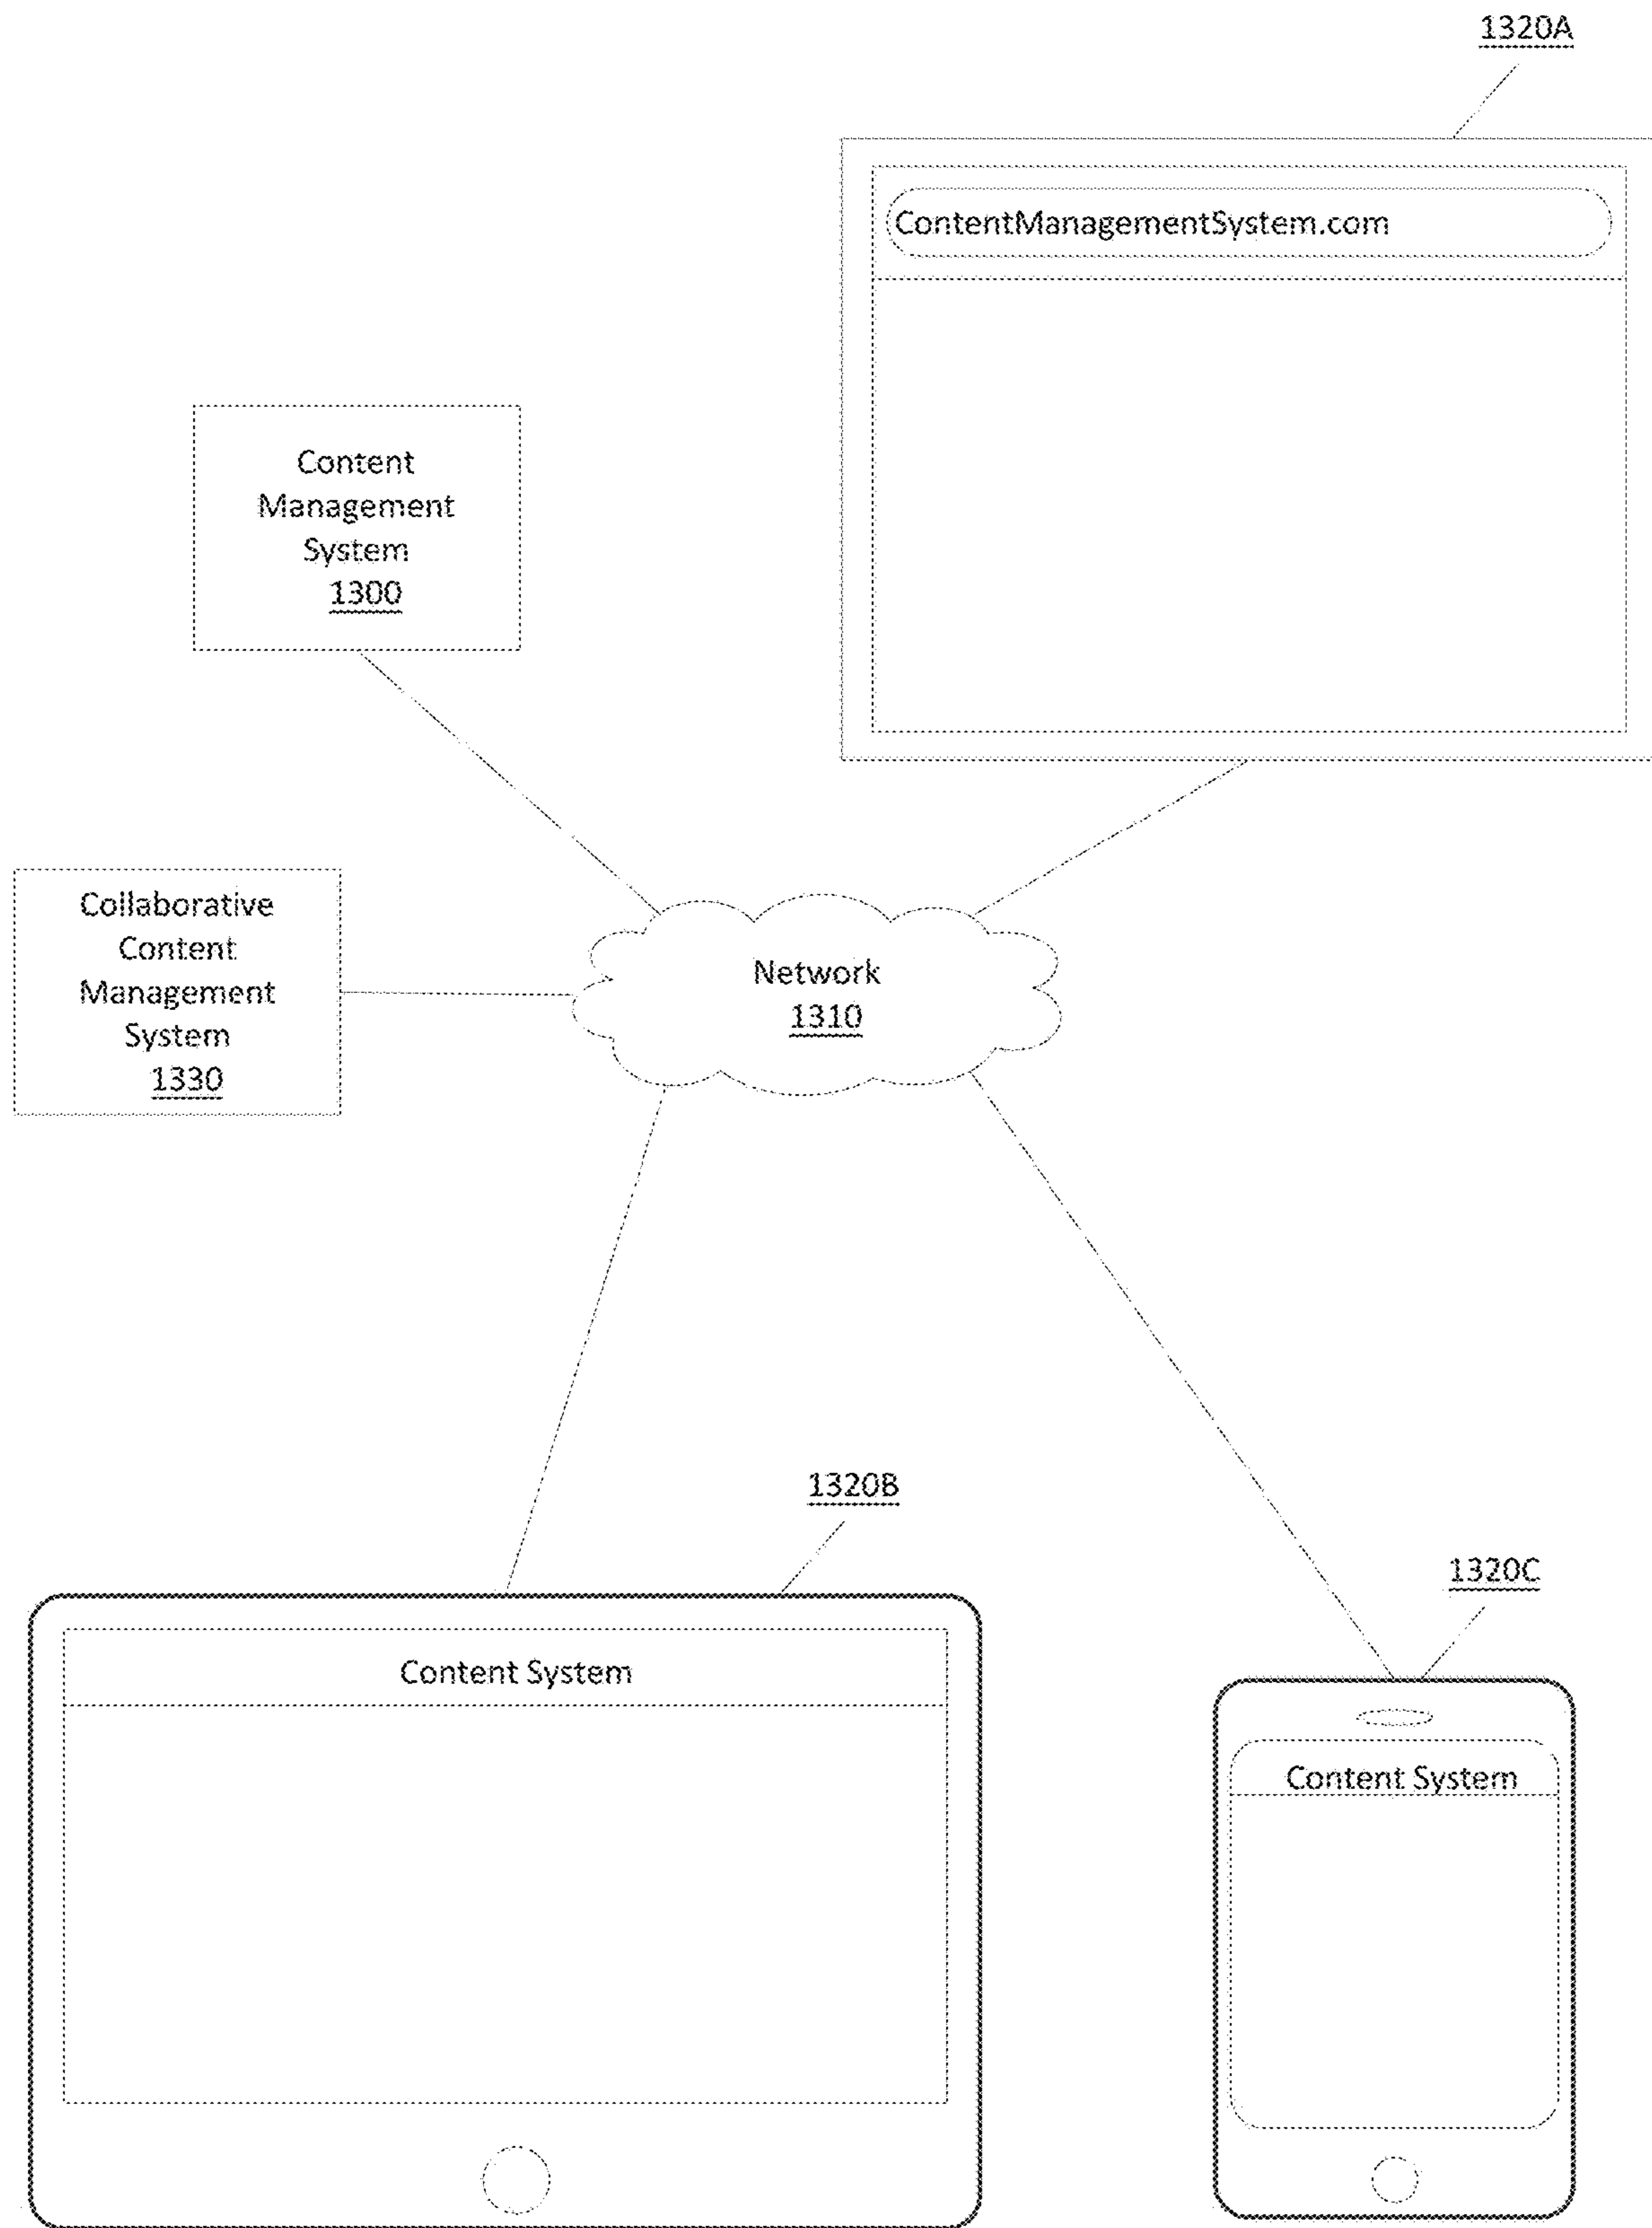 1320A
ContentManagementSystem.com
Content
Management
System
1300
Collaborative
Content
Management
System
1330
Network
1310
1320B
1320C
Content System
Content System